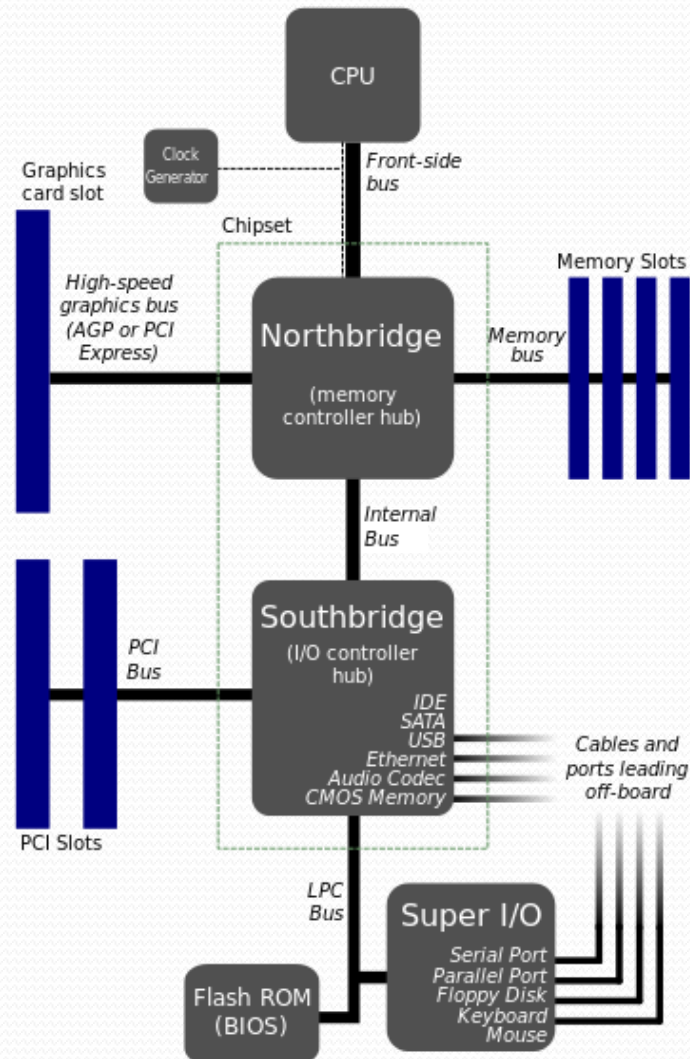 CPU
Clock
Generator
Front-side
bus
Graphics
card slot
Chipset
High-speed
graphics bus
(AGP or PCI
Express)
Northbridge
(memory
controller hub)
Memory Slots
Memory
bus
Internal
Bus
Southbridge
(I/O controller
hub)
IDE
SATA
USB
Ethernet
Audio Codec
CMOS Memory
PCI
Bus
PCI Slots
Cables and
ports leading
off-board
LPC
Bus
Super I/O
Serial Port
Parallel Port
Floppy Disk
Keyboard
Mouse
Flash ROM
(BIOS)